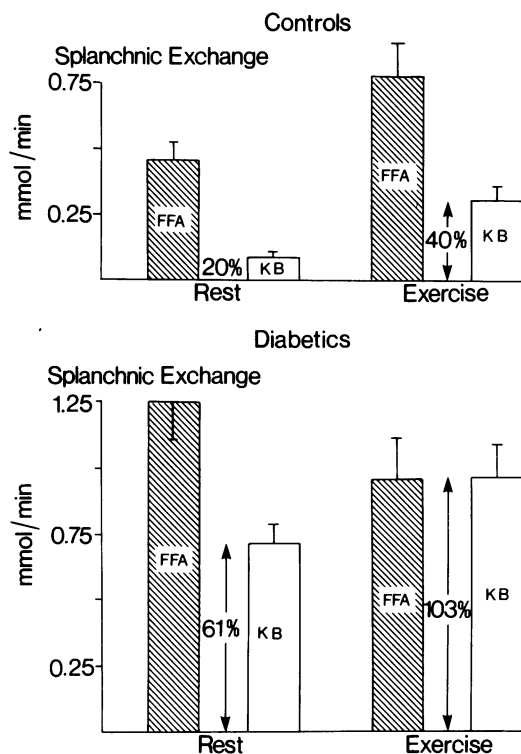 Controls
Splanchnic Exchange
0.75
mmol/min
0.25
FFA
20%
KB
FFA
40%
KB
Rest
Exercise
Diabetics
Splanchnic Exchange
1.25
mmol/min
0.75
0.25
FFA
61%
KB
FFA
103%
KB
Rest
Exercise